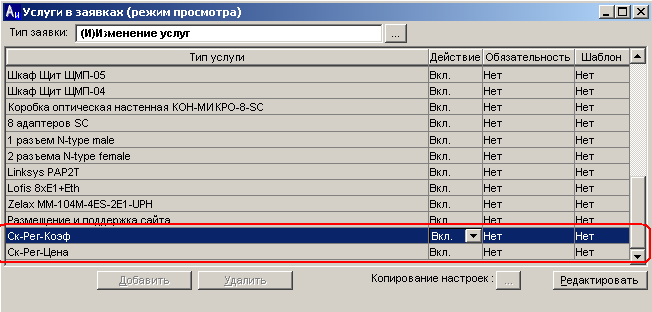 Аи Услуги в заявках (режим просмотра)
Тип заявки: (И)Изменение услуг ...
Тип услуги Действие Обязательность Шаблон
Шкаф Щит ЩМП-05 Вкл. Нет Нет
Шкаф Щит ЩМП-04 Вкл. Нет Нет
Коробка оптическая настенная КОН-МИКРО-8-SC Вкл. Нет Нет
8 адаптеров SC Вкл. Нет Нет
1 разъем N-type male Вкл. Нет Нет
2 разъема N-type female Вкл. Нет Нет
Linksys PAP2T Вкл. Нет Нет
Lofis 8xE1+Eth Вкл. Нет Нет
Zelax MM-104M-4ES-2E1-UPH Вкл. Нет Нет
Размещение и поддержка сайта Вкл. Нет Нет
Ск-Рег-Коэф Вкл. Нет Нет
Ск-Рег-Цена Вкл. Нет Нет
Добавить Удалить Копирование настроек : ... Редактировать